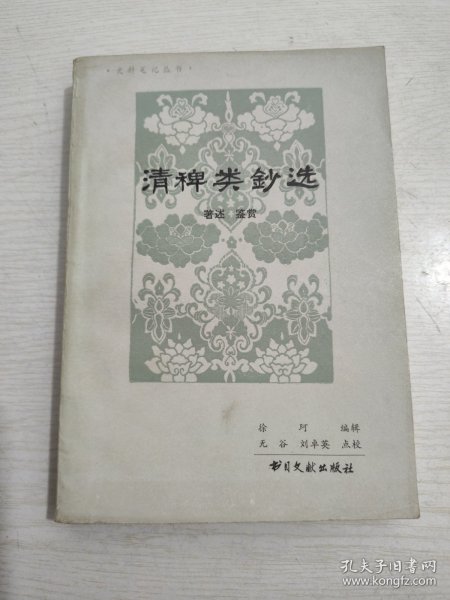 ·史料笔记丛书·
清稗类鈔选
著述 鉴赏
徐 珂 编辑
无 谷 刘卓英 点校
书目文献出版社
孔夫子旧书网
www.kongfz.com